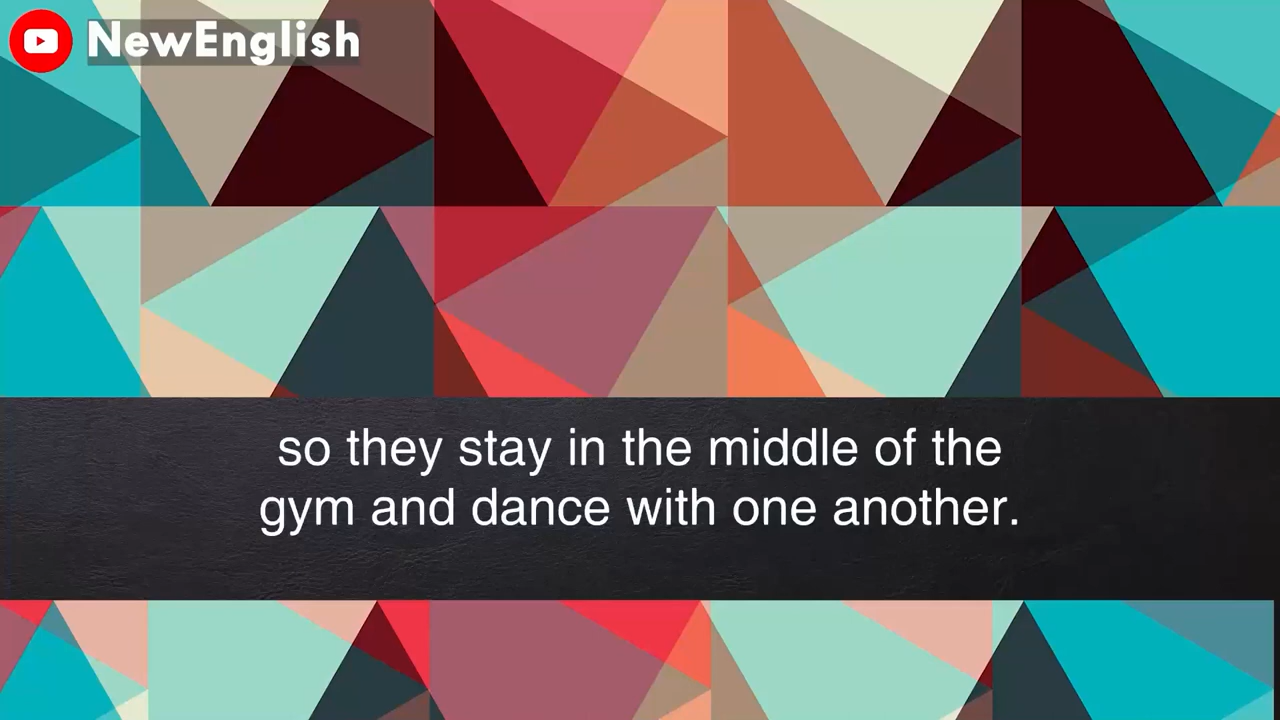 NewEnglish
so they stay in the middle of the
gym and dance with one another.